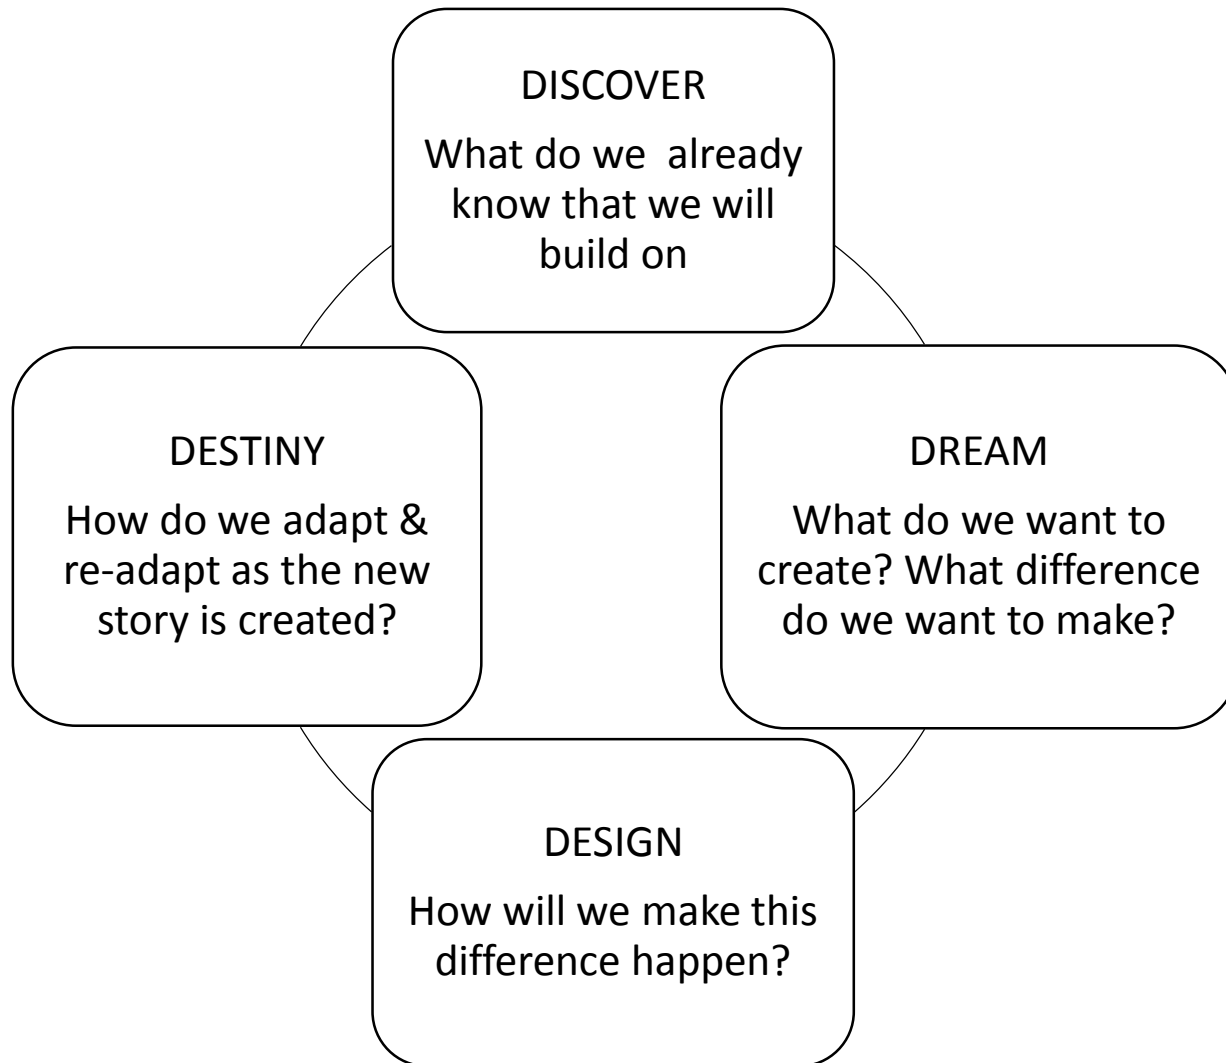 DISCOVER
What do we  already
know that we will
build on
DREAM
What do we want to
create? What difference
do we want to make?
DESIGN
How will we make this
difference happen?
DESTINY
How do we adapt &
re-adapt as the new
story is created?